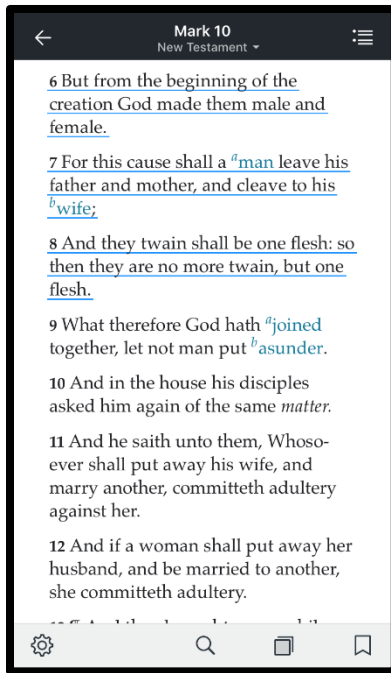 Mark 10
New Testament
6 But from the beginning of the
creation God made them male and
female.
7 For this cause shall a aman leave his
father and mother, and cleave to his
bwife;
8 And they twain shall be one flesh: so
then they are no more twain, but one
flesh.
9 What therefore God hath ajoined
together, let not man put basunder.
10 And in the house his disciples
asked him again of the same matter.
11 And he saith unto them, Whoso-
ever shall put away his wife, and
marry another, committeth adultery
against her.
12 And if a woman shall put away her
husband, and be married to another,
she committeth adultery.